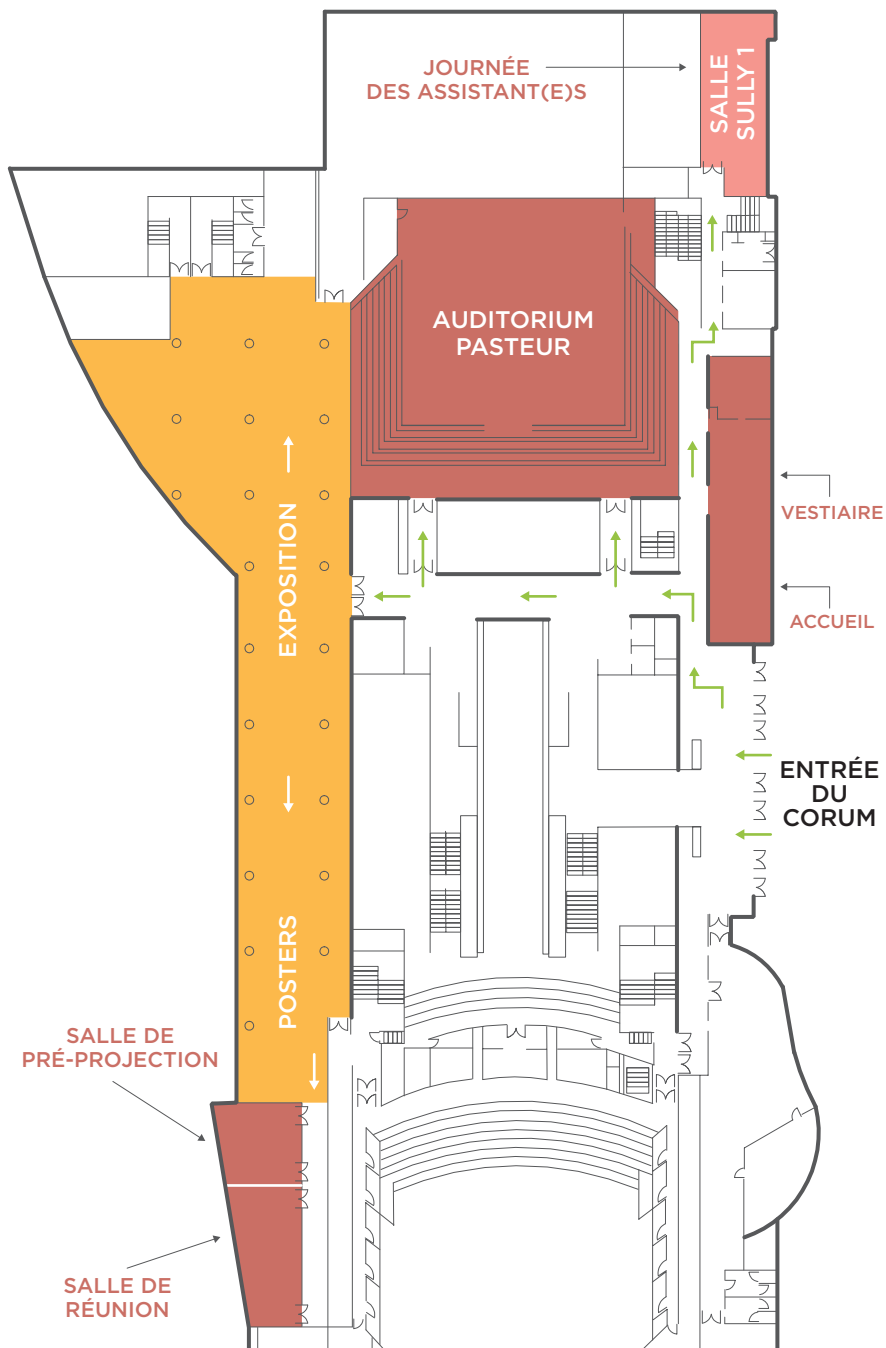 JOURNÉE
DES ASSISTANT(E)S
SALLE
SULLY 1
AUDITORIUM
PASTEUR
EXPOSITION
VESTIAIRE
ACCUEIL
ENTRÉE
DU
CORUM
POSTERS
SALLE DE
PRÉ-PROJECTION
SALLE DE
RÉUNION